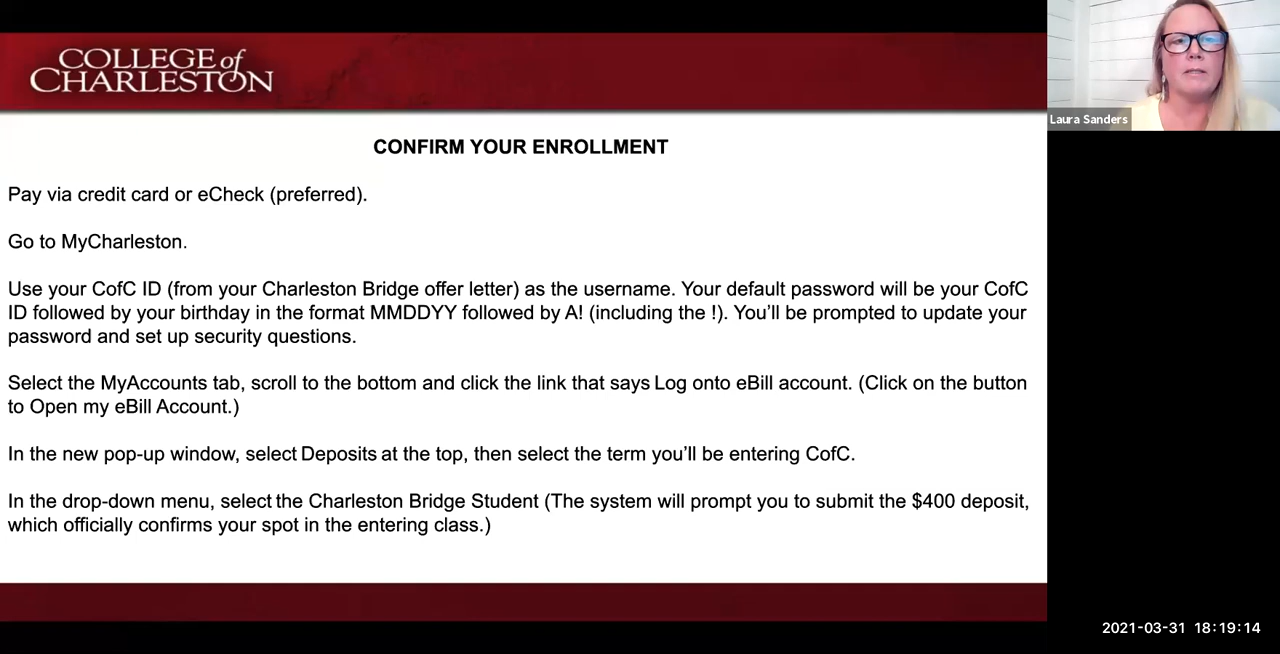 COLLEGE of
CHARLESTON
Laura Sanders
CONFIRM YOUR ENROLLMENT
Pay via credit card or eCheck (preferred).
Go to MyCharleston.
Use your CofC ID (from your Charleston Bridge offer letter) as the username. Your default password will be your CofC
ID followed by your birthday in the format MMDDYY followed by A! (including the !). You’ll be prompted to update your
password and set up security questions.
Select the MyAccounts tab, scroll to the bottom and click the link that says Log onto eBill account. (Click on the button
to Open my eBill Account.)
In the new pop-up window, select Deposits at the top, then select the term you’ll be entering CofC.
In the drop-down menu, select the Charleston Bridge Student (The system will prompt you to submit the $400 deposit,
which officially confirms your spot in the entering class.)
2021-03-31 18:19:14